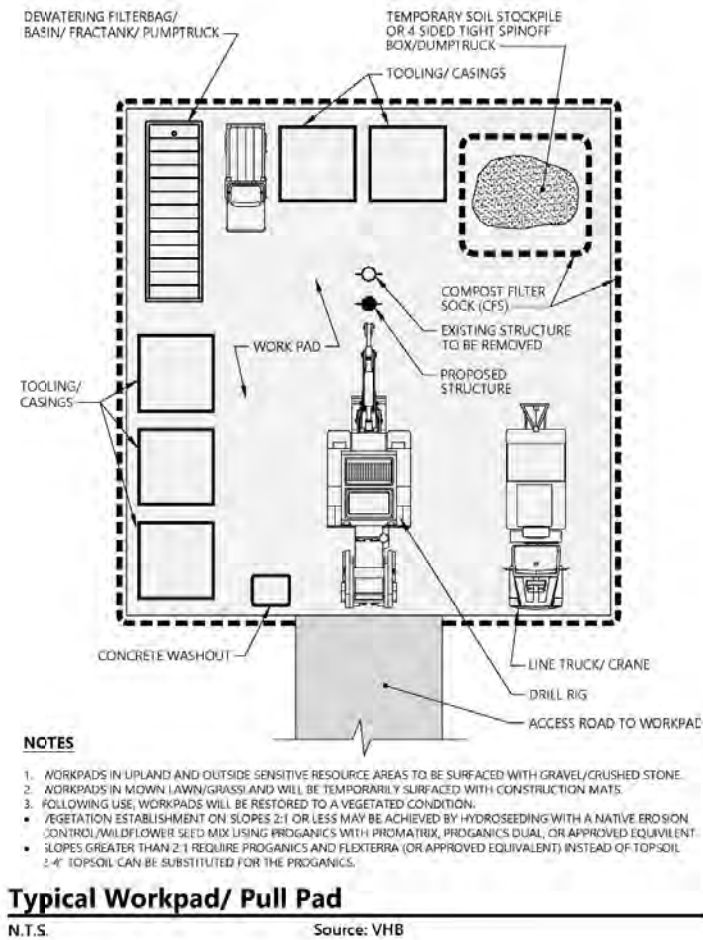 DEWATERING FILTERBAG/
BASIN/ FRACTANK/ PUMPTRUCK
TEMPORARY SOIL STOCKPILE
OR 4 SIDED TIGHT SPINOFF
BOX/DUMPTRUCK
TOOLING/ CASINGS
COMPOST FILTER
SOCK (CFS)
EXISTING STRUCTURE
TO BE REMOVED
WORK PAD
PROPOSED
STRUCTURE
TOOLING/
CASINGS
CONCRETE WASHOUT
LINE TRUCK/ CRANE
DRILL RIG
ACCESS ROAD TO WORKPAD
NOTES
1. WORKPADS IN UPLAND AND OUTSIDE SENSITIVE RESOURCE AREAS TO BE SURFACED WITH GRAVEL/CRUSHED STONE.
2. WORKPADS IN MOWN LAWN/GRASSLAND WILL BE TEMPORARILY SURFACED WITH CONSTRUCTION MATS.
3. FOLLOWING USE, WORKPADS WILL BE RESTORED TO A VEGETATED CONDITION.
• VEGETATION ESTABLISHMENT ON SLOPES 2:1 OR LESS MAY BE ACHIEVED BY HYDROSEEDING WITH A NATIVE EROSION
CONTROL/WILDFLOWER SEED MIX USING PROGANICS WITH PROMATRIX, PROGANICS DUAL, OR APPROVED EQUIVILENT
• SLOPES GREATER THAN 2:1 REQUIRE PROGANICS AND FLEXTERRA (OR APPROVED EQUIVALENT) INSTEAD OF TOPSOIL
TOPSOIL CAN BE SUBSTITUTED FOR THE PROGANICS.
Typical Workpad/ Pull Pad
N.T.S. Source: VHB